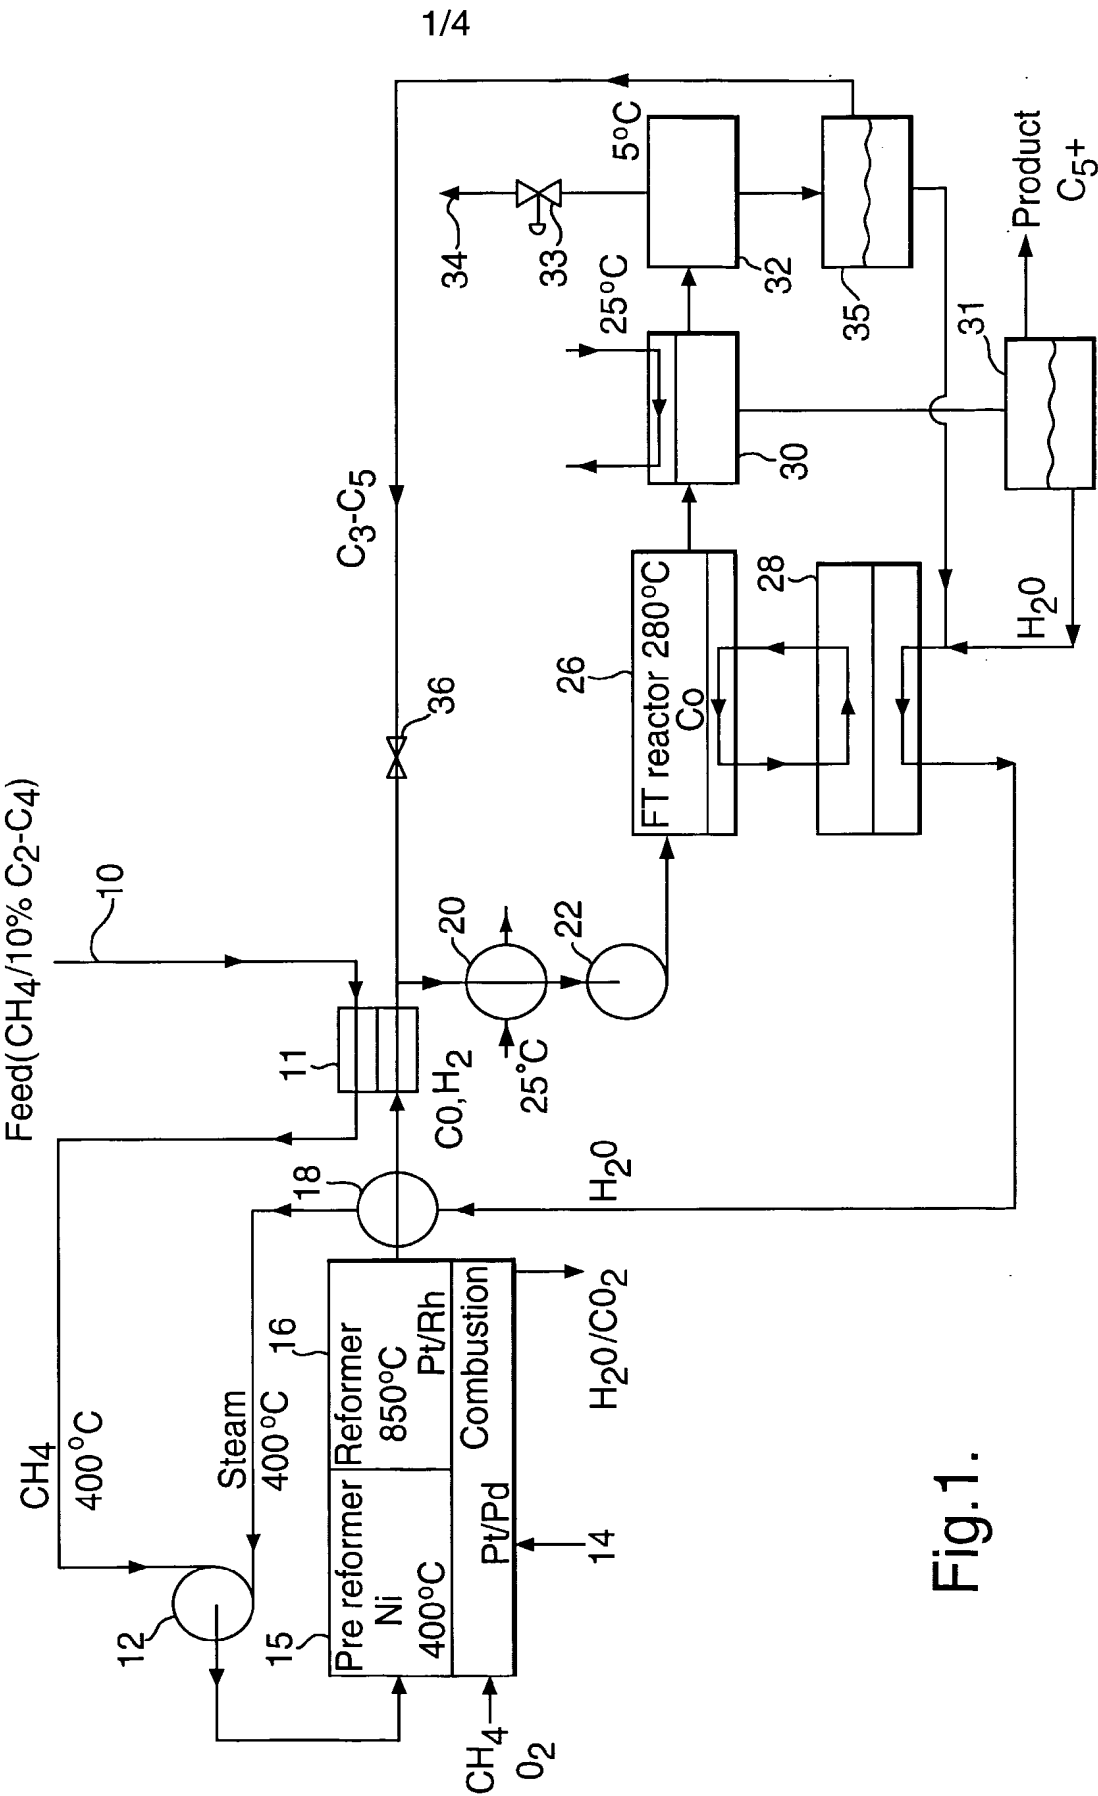 1/4
Feed(CH4/10% C2-C4)
10
11
CH4
400°C
Steam
400°C
12
15
Pre reformer
Ni
400°C
16
Reformer
850°C
Pt/Rh
Combustion
Pt/Pd
14
CH4
O2
H2O/CO2
18
H2O
CO,H2
20
25°C
22
36
C3-C5
26
FT reactor 280°C
Co
28
H2O
30
25°C
32
5°C
33
34
35
31
Product
C5+
Fig.1.